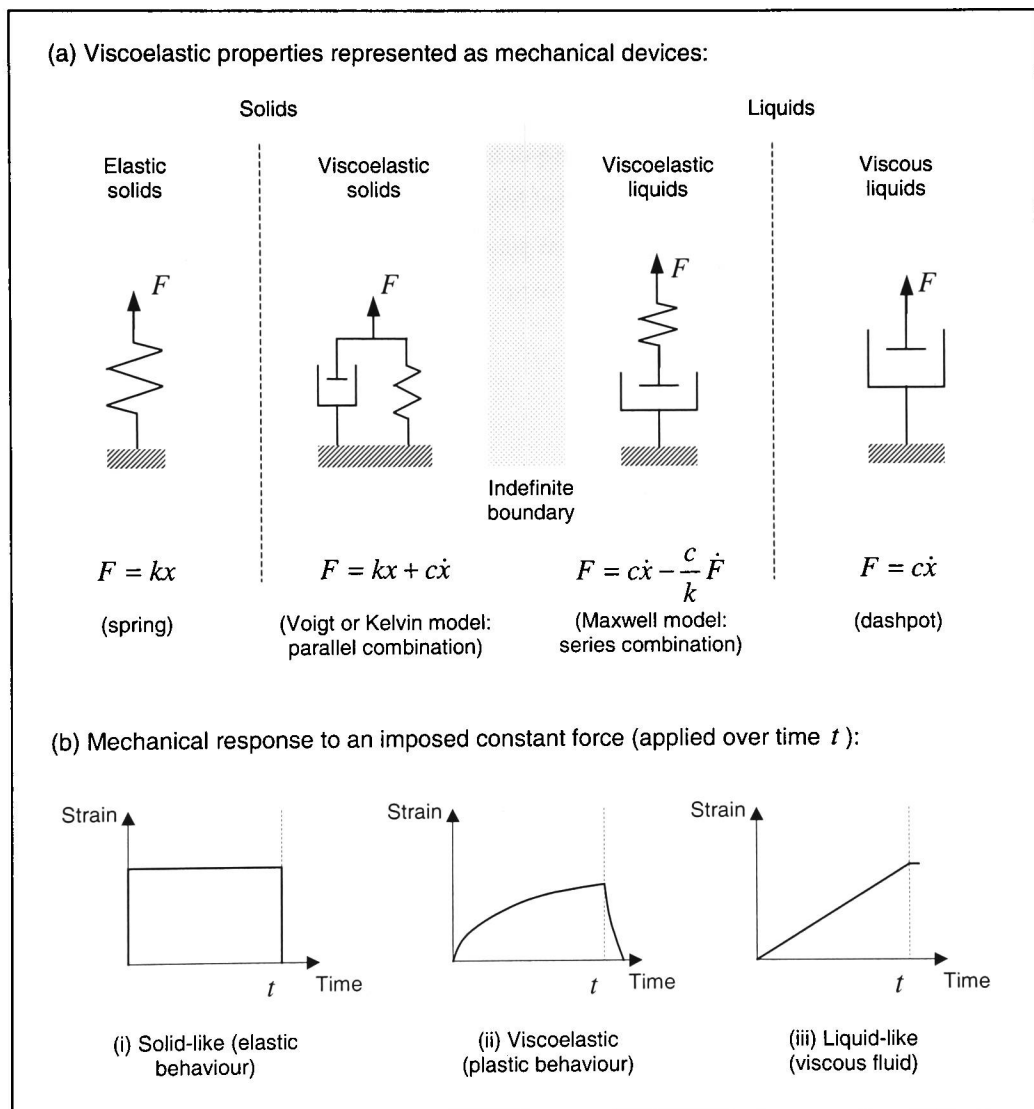 (a) Viscoelastic properties represented as mechanical devices:
Solids
Liquids
Elastic
solids
Viscoelastic
solids
Viscoelastic
liquids
Viscous
liquids
F
F
F
F
Indefinite
boundary
F = kx
(spring)
F = kx + cẋ
(Voigt or Kelvin model:
parallel combination)
F = cẋ − c/k Ḟ
(Maxwell model:
series combination)
F = cẋ
(dashpot)
(b) Mechanical response to an imposed constant force (applied over time t ):
Strain
t
Time
(i) Solid-like (elastic
behaviour)
Strain
t
Time
(ii) Viscoelastic
(plastic behaviour)
Strain
t
Time
(iii) Liquid-like
(viscous fluid)